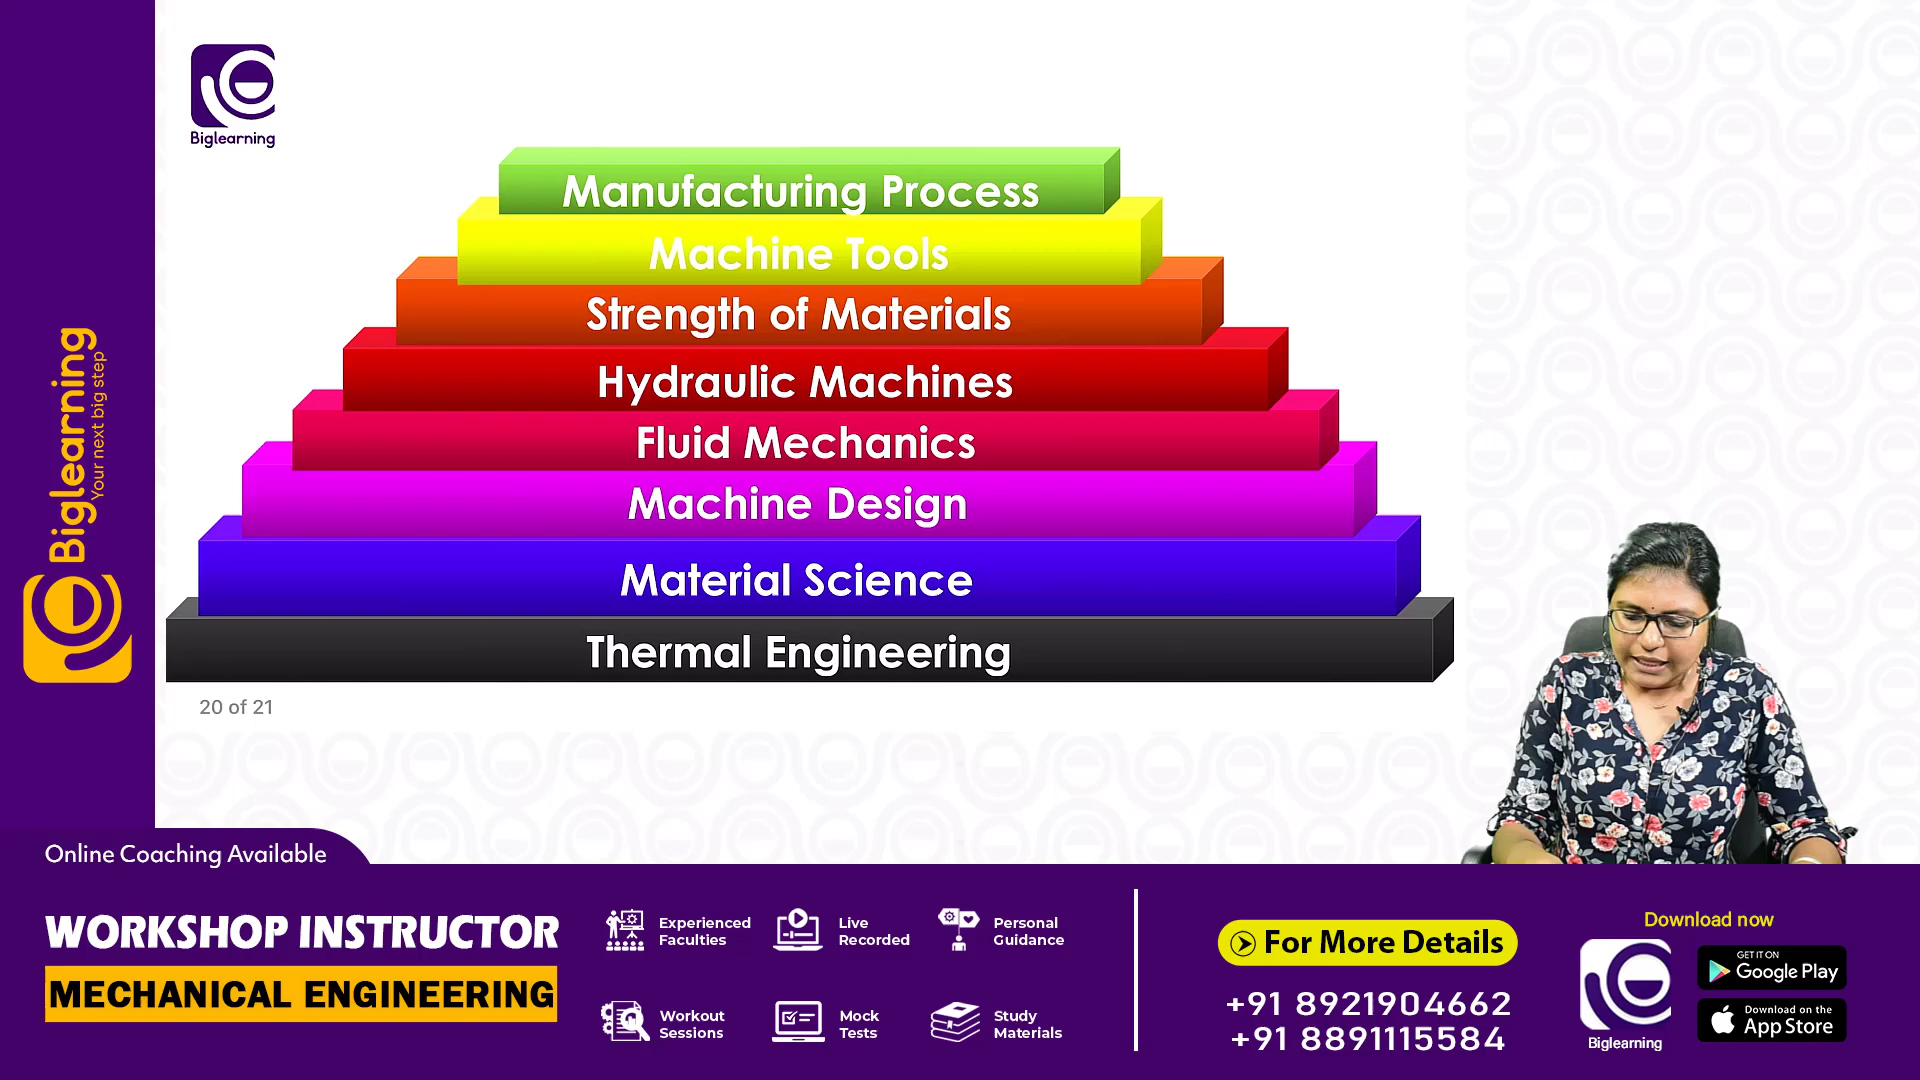 Biglearning
Manufacturing Process
Machine Tools
Strength of Materials
Hydraulic Machines
Fluid Mechanics
Machine Design
Material Science
Thermal Engineering
20 of 21
Biglearning
Your next big step
Online Coaching Available
WORKSHOP INSTRUCTOR
MECHANICAL ENGINEERING
Experienced
Faculties
Live
Recorded
Personal
Guidance
Workout
Sessions
Mock
Tests
Study
Materials
For More Details
+91 8921904662
+91 8891115584
Download now
Biglearning
GET IT ON
Google Play
Download on the
App Store